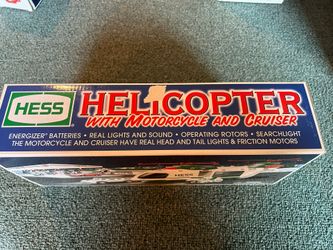 HESS
HELICOPTER
WITH MOTORCYCLE AND CRUISER
ENERGIZER® BATTERIES • REAL LIGHTS AND SOUND • OPERATING ROTORS • SEARCHLIGHT
THE MOTORCYCLE AND CRUISER HAVE REAL HEAD AND TAIL LIGHTS & FRICTION MOTORS
HESS